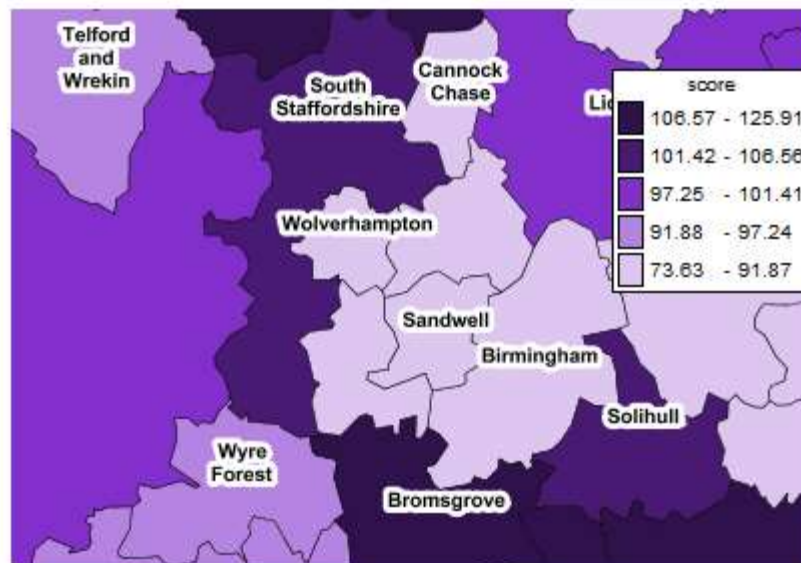 Telford
and
Wrekin
South
Staffordshire
Cannock
Chase
score
106.57 - 125.91
101.42 - 106.56
97.25 - 101.41
91.88 - 97.24
73.63 - 91.87
Wolverhampton
Sandwell
Birmingham
Solihull
Wyre
Forest
Bromsgrove